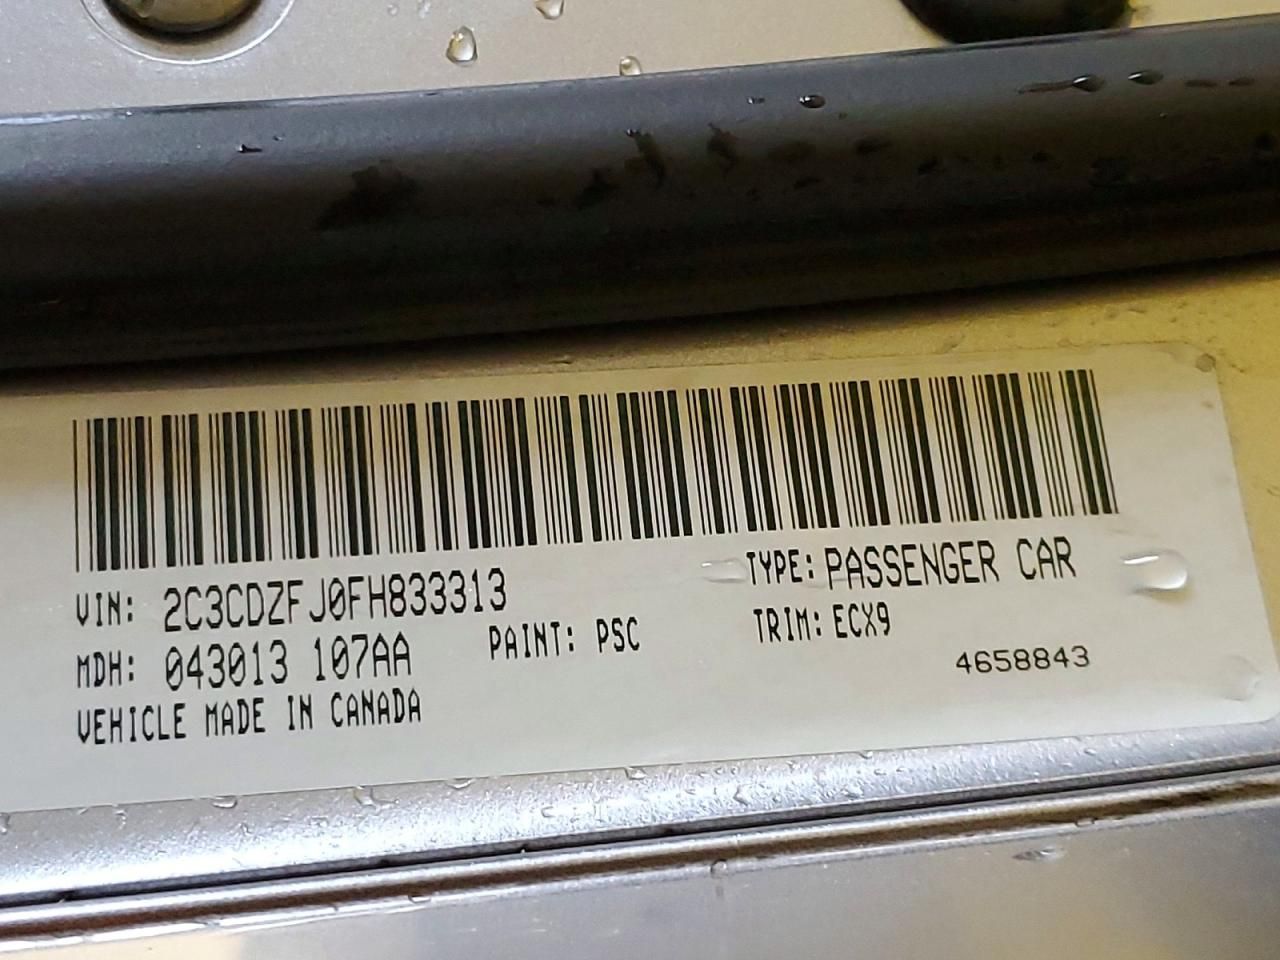 VIN: 2C3CDZFJ0FH833313
TYPE: PASSENGER CAR
MDH: 043013 107AA
PAINT: PSC
TRIM: ECX9
VEHICLE MADE IN CANADA
4658843